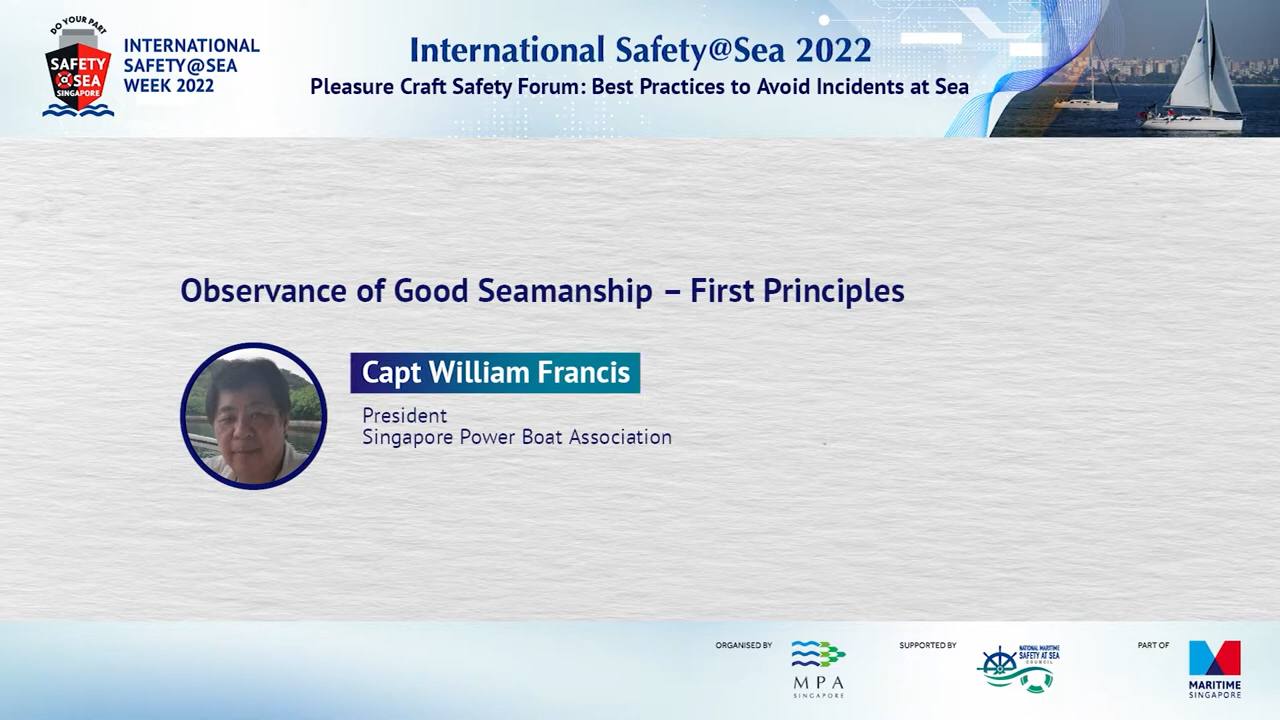 DO YOUR PART
SAFETY
@SEA
SINGAPORE
INTERNATIONAL
SAFETY@SEA
WEEK 2022
International Safety@Sea 2022
Pleasure Craft Safety Forum: Best Practices to Avoid Incidents at Sea
Observance of Good Seamanship – First Principles
Capt William Francis
President
Singapore Power Boat Association
ORGANISED BY
MPA
SINGAPORE
SUPPORTED BY
NATIONAL MARITIME
SAFETY AT SEA
COUNCIL
PART OF
MARITIME
SINGAPORE